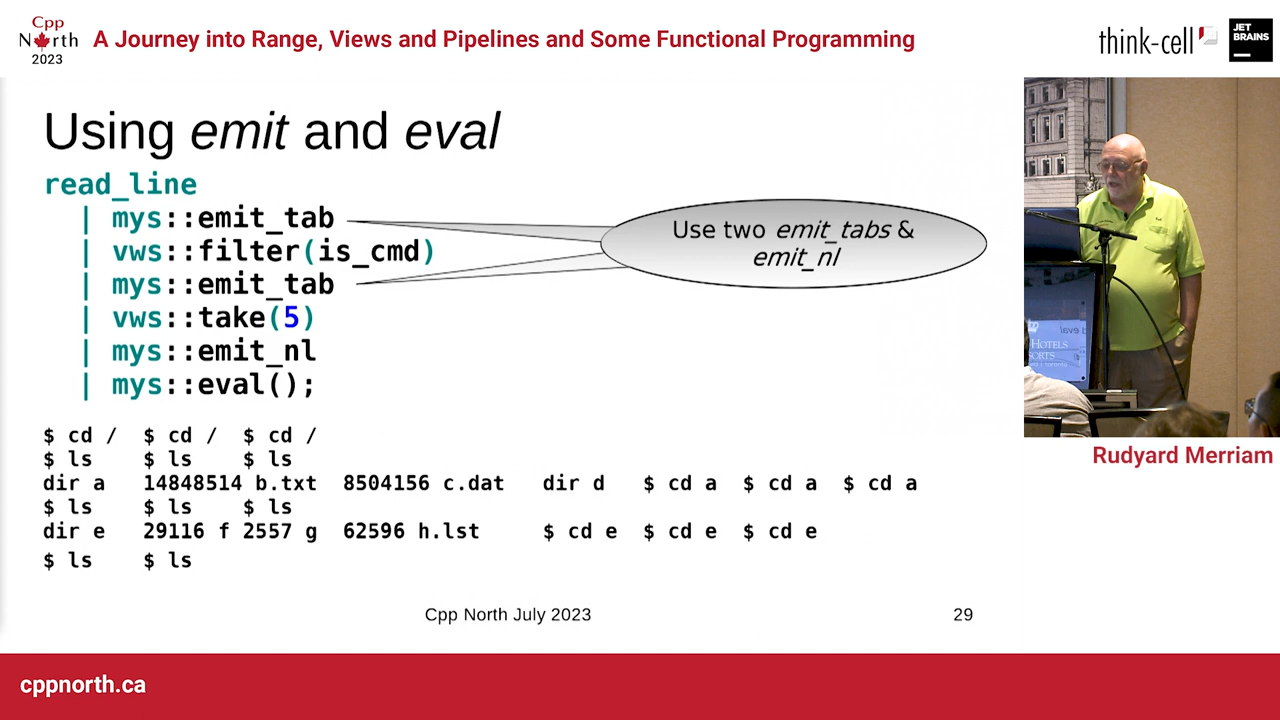 Cpp
North
2023
A Journey into Range, Views and Pipelines and Some Functional Programming
think-cell
JET
BRAINS
Using emit and eval
read_line
| mys::emit_tab
| vws::filter(is_cmd)
| mys::emit_tab
| vws::take(5)
| mys::emit_nl
| mys::eval();
Use two emit_tabs &
emit_nl
$ cd / $ cd / $ cd /
$ ls $ ls $ ls
dir a 14848514 b.txt 8504156 c.dat dir d $ cd a $ cd a $ cd a
$ ls $ ls $ ls
dir e 29116 f 2557 g 62596 h.lst $ cd e $ cd e $ cd e
$ ls $ ls
Cpp North July 2023
29
HOTELS
Rudyard Merriam
cppnorth.ca